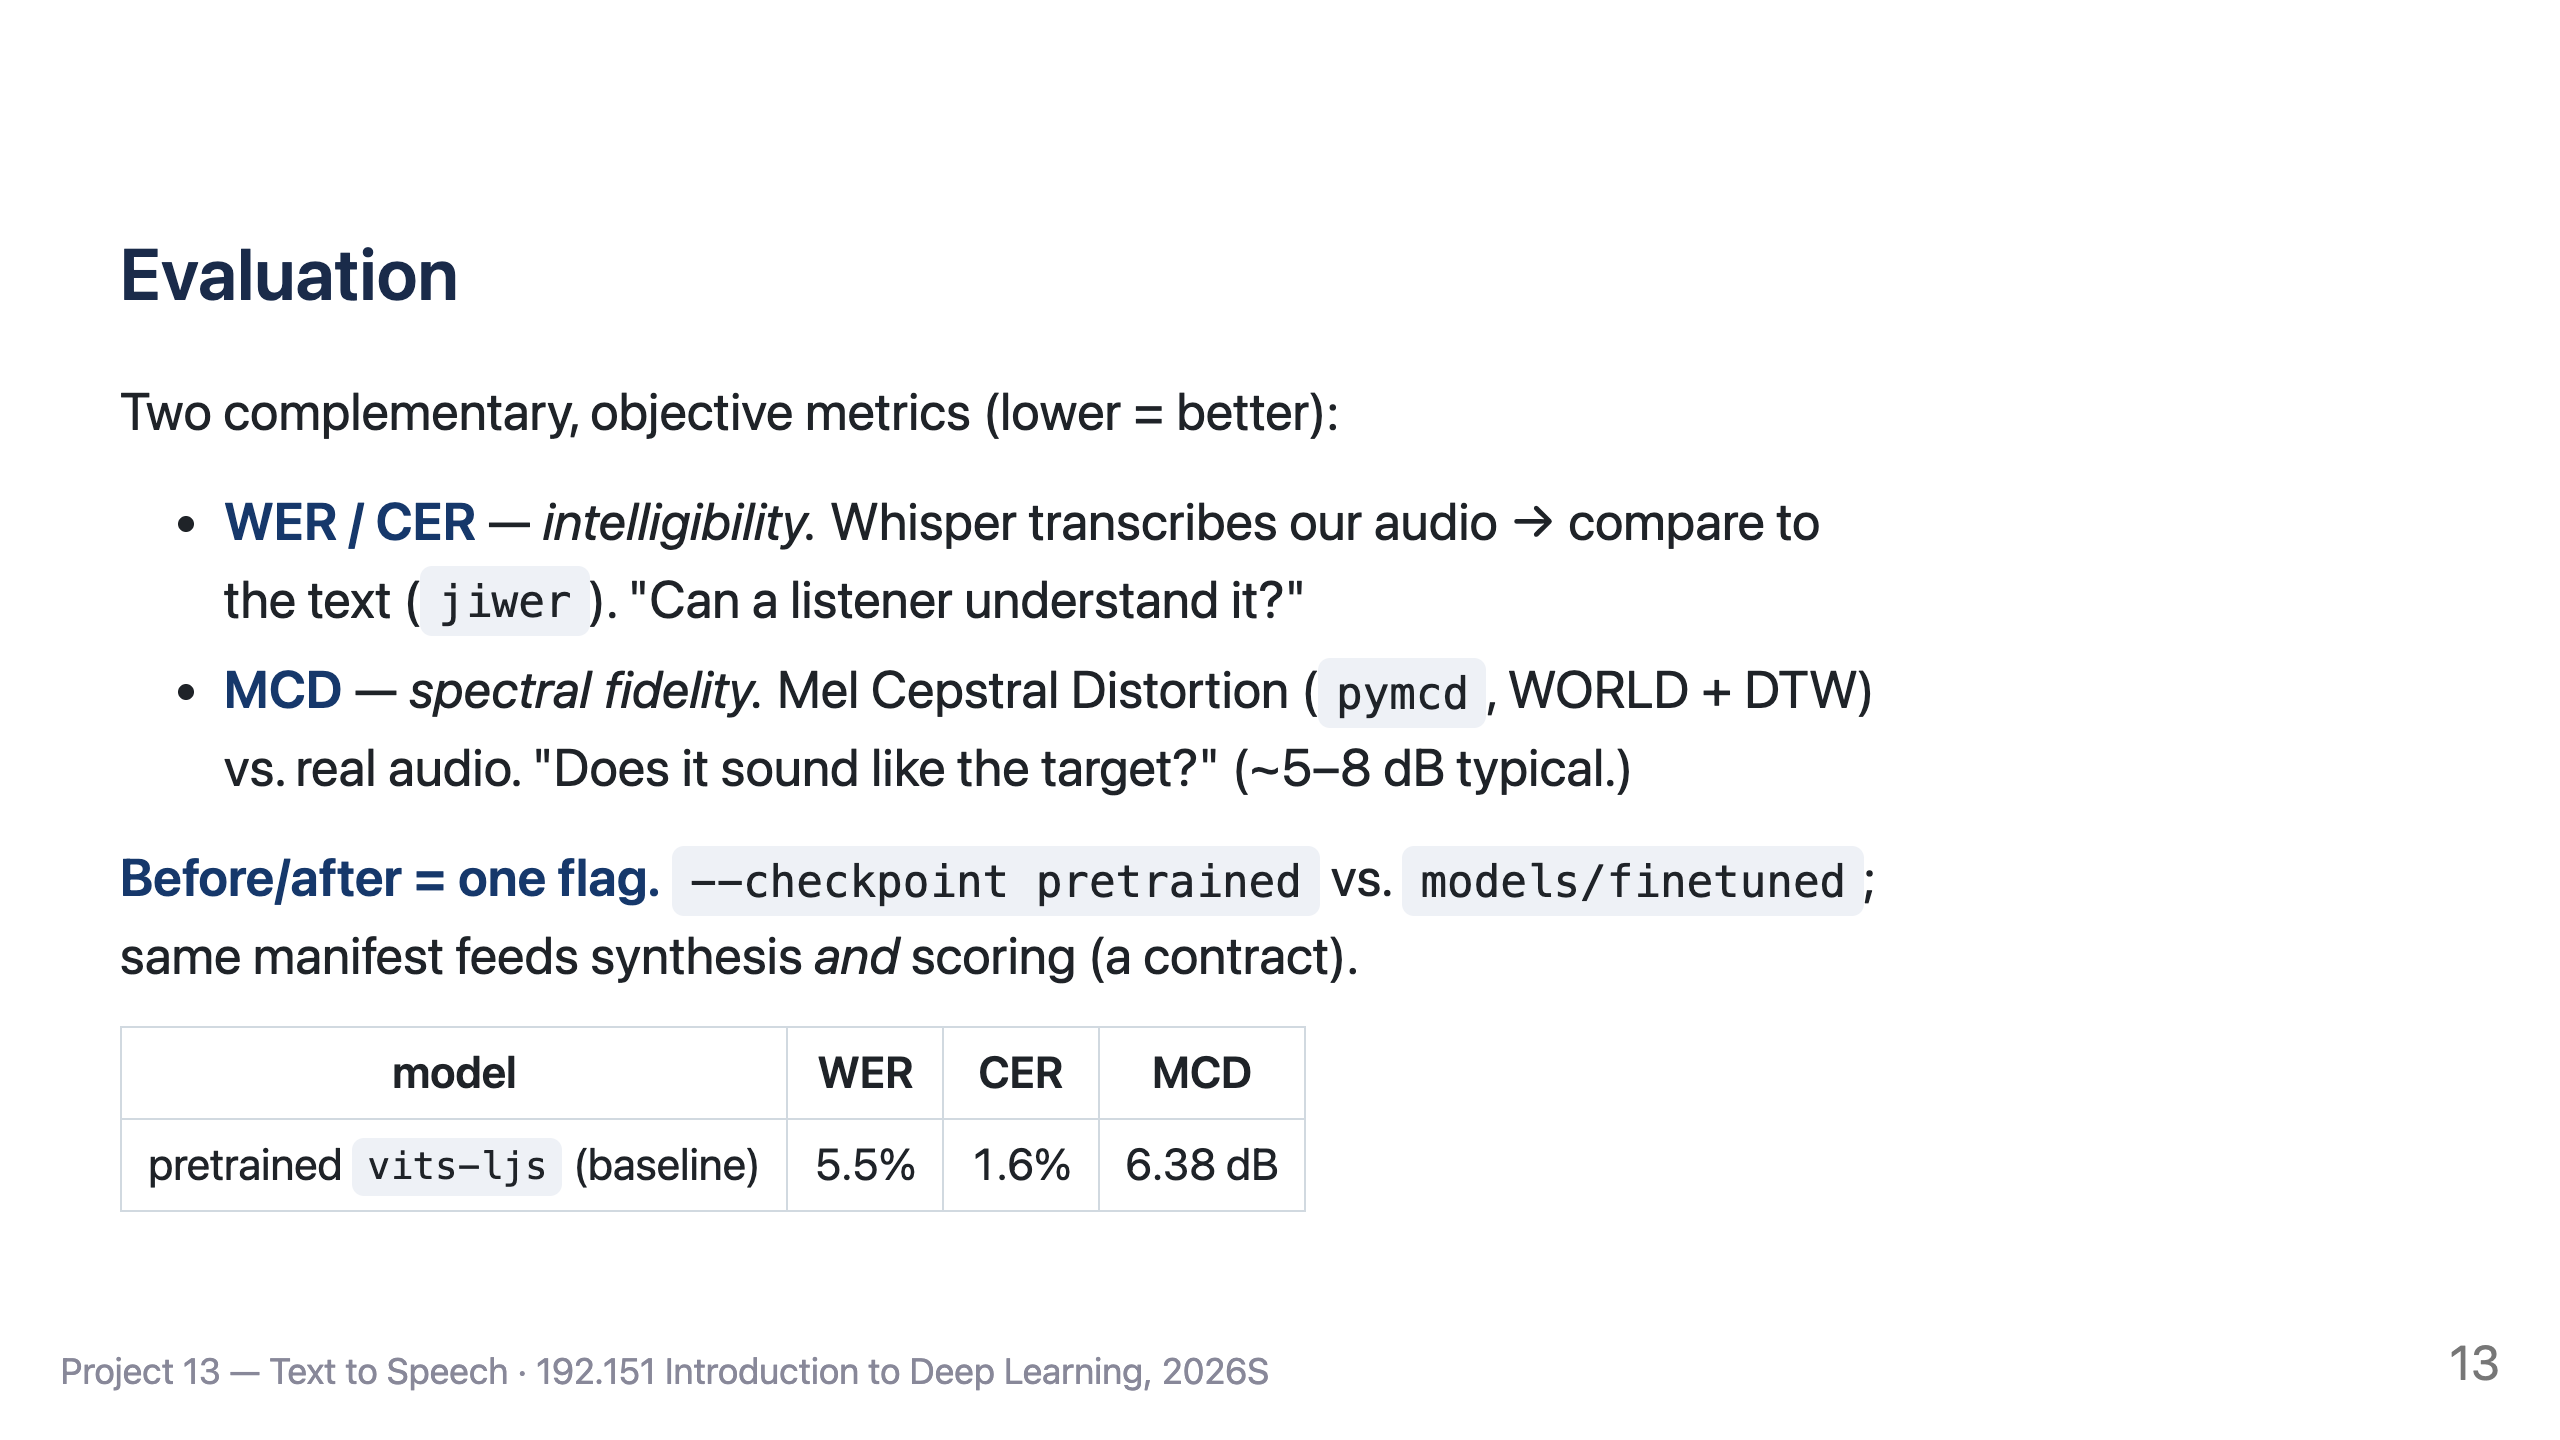 Evaluation
Two complementary, objective metrics (lower = better):
• WER / CER — intelligibility. Whisper transcribes our audio → compare to
the text (jiwer). "Can a listener understand it?"
• MCD — spectral fidelity. Mel Cepstral Distortion (pymcd, WORLD + DTW)
vs. real audio. "Does it sound like the target?" (~5–8 dB typical.)
Before/after = one flag. --checkpoint pretrained vs. models/finetuned;
same manifest feeds synthesis and scoring (a contract).
model WER CER MCD
pretrained vits-ljs (baseline) 5.5% 1.6% 6.38 dB
Project 13 — Text to Speech · 192.151 Introduction to Deep Learning, 2026S
13